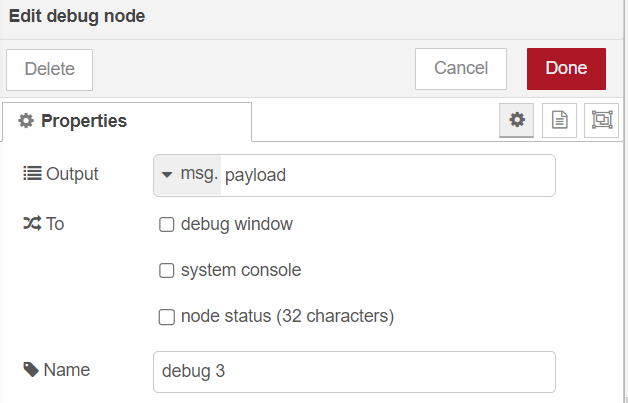 Edit debug node
Delete
Cancel
Done
Properties
Output
msg. payload
To
debug window
system console
node status (32 characters)
Name
debug 3